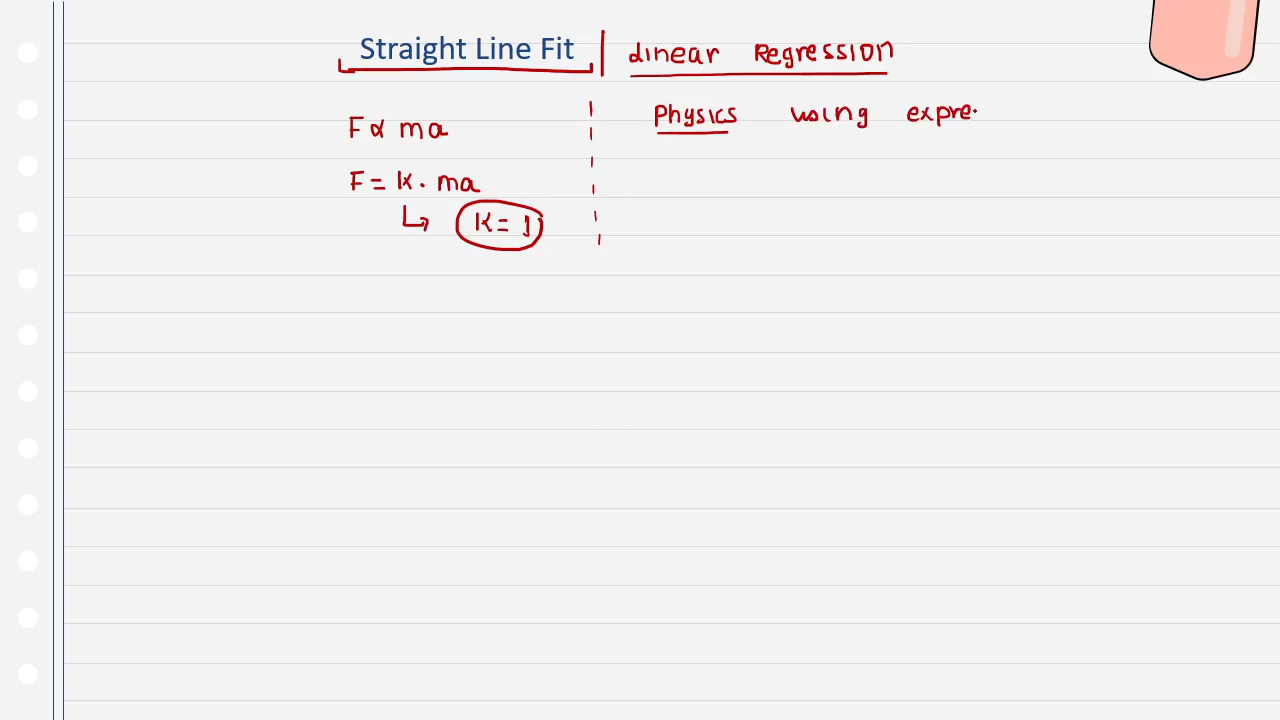 Straight Line Fit | Linear Regression
F ∝ ma
F = K . ma
↳ K = 1
Physics using expre